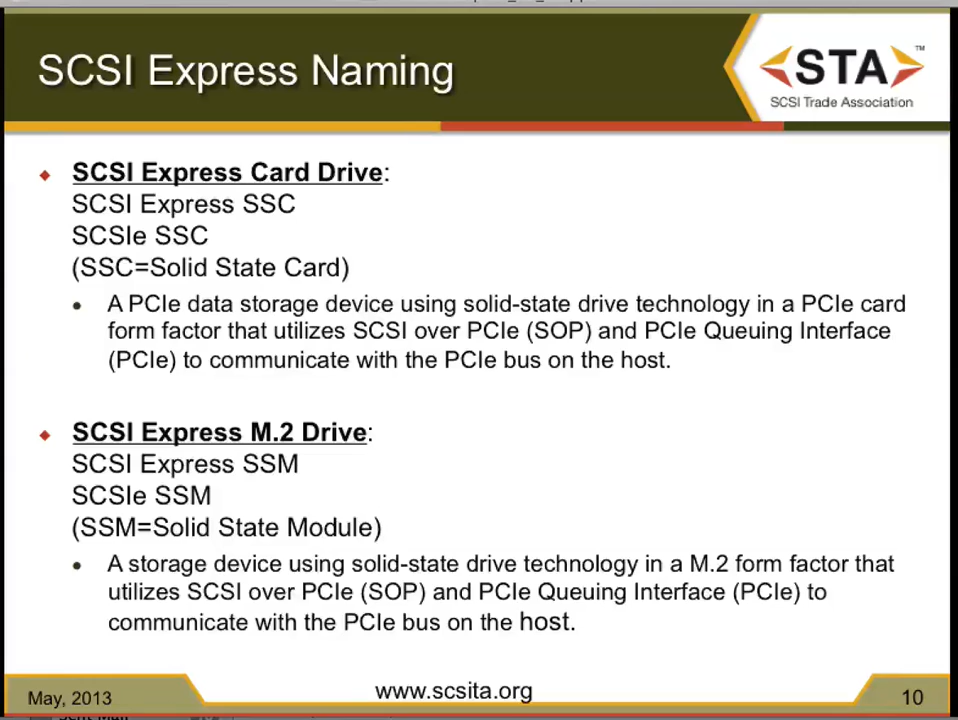 SCSI Express Naming
STA™
SCSI Trade Association
SCSI Express Card Drive:
SCSI Express SSC
SCSIe SSC
(SSC=Solid State Card)
A PCIe data storage device using solid-state drive technology in a PCIe card
form factor that utilizes SCSI over PCIe (SOP) and PCIe Queuing Interface
(PCIe) to communicate with the PCIe bus on the host.
SCSI Express M.2 Drive:
SCSI Express SSM
SCSIe SSM
(SSM=Solid State Module)
A storage device using solid-state drive technology in a M.2 form factor that
utilizes SCSI over PCIe (SOP) and PCIe Queuing Interface (PCIe) to
communicate with the PCIe bus on the host.
May, 2013
www.scsita.org
10